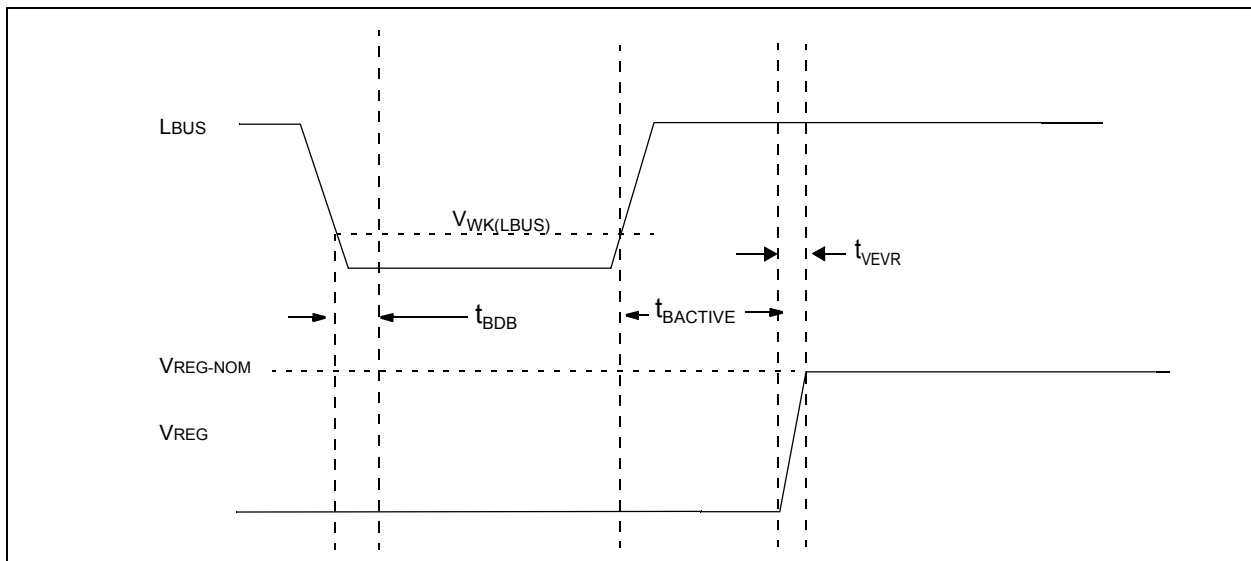 LBUS
VWK(LBUS)
tVEVR
tBDB
tBACTIVE
VREG-NOM
VREG